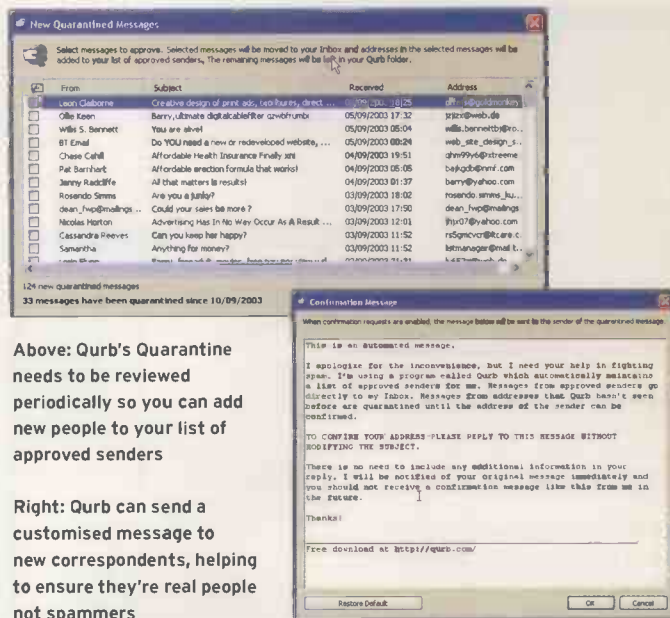 New Quarantined Messages
Select messages to approve. Selected messages will be moved to your Inbox and addresses in the selected messages will be
added to your list of approved senders, The remaining messages will be left in your Qurb folder.
From Subject Received Address
Leon Claiborne Creative design of print ads, brochures, direct ...
Ollie Keen Barry,ultimate digitalcablefilter 05/09/2003 17:32
Willis S. Bennett You are alive! 05/09/2003 05:04
BT Email Do YOU need a new or redeveloped website, ... 05/09/2003 00:24 web_site_design_s...
Chase Cahill Affordable Health Insurance Finally 04/09/2003 19:51
Pat Barnhart Affordable erection formula that works! 04/09/2003 05:05
Jenny Radcliffe All that matters is results! 04/09/2003 01:37 barry@yahoo.com
Rosendo Simms Are you a junky? 03/09/2003 18:02 rosendo.simms_ku...
dean_fwp@mailings ... Could your sales be more ? 03/09/2003 17:50 dean_fwp@mailings
Nicolas Horton Advertising Has In No Way Occur As A Result ... 03/09/2003 12:01
Cassandra Reeves Can you keep her happy? 03/09/2003 11:52
Samantha Anything for money? 03/09/2003 11:52 listmanager@mail.t...
124 new quarantined messages
33 messages have been quarantined since 10/09/2003
Above: Qurb's Quarantine
needs to be reviewed
periodically so you can add
new people to your list of
approved senders
Right: Qurb can send a
customised message to
new correspondents, helping
to ensure they're real people
not spammers
Confirmation Message
When confirmation requests are enabled, the message below will be sent to the sender of the quarantined message.
This is an automated message.
I apologize for the inconvenience, but I need your help in fighting
spam. I'm using a program called Qurb which automatically maintains
a list of approved senders for me. Messages from approved senders go
directly to my Inbox. Messages from addresses that Qurb hasn't seen
before are quarantined until the address of the sender can be
confirmed.
TO CONFIRM YOUR ADDRESS PLEASE REPLY TO THIS MESSAGE WITHOUT
MODIFYING THE SUBJECT.
There is no need to include any additional information in your
reply. I will be notified of your original message immediately and
you should not receive a confirmation message like this from me in
the future.
Thanks!
Free download at http://qurb.com/
Restore Default OK Cancel